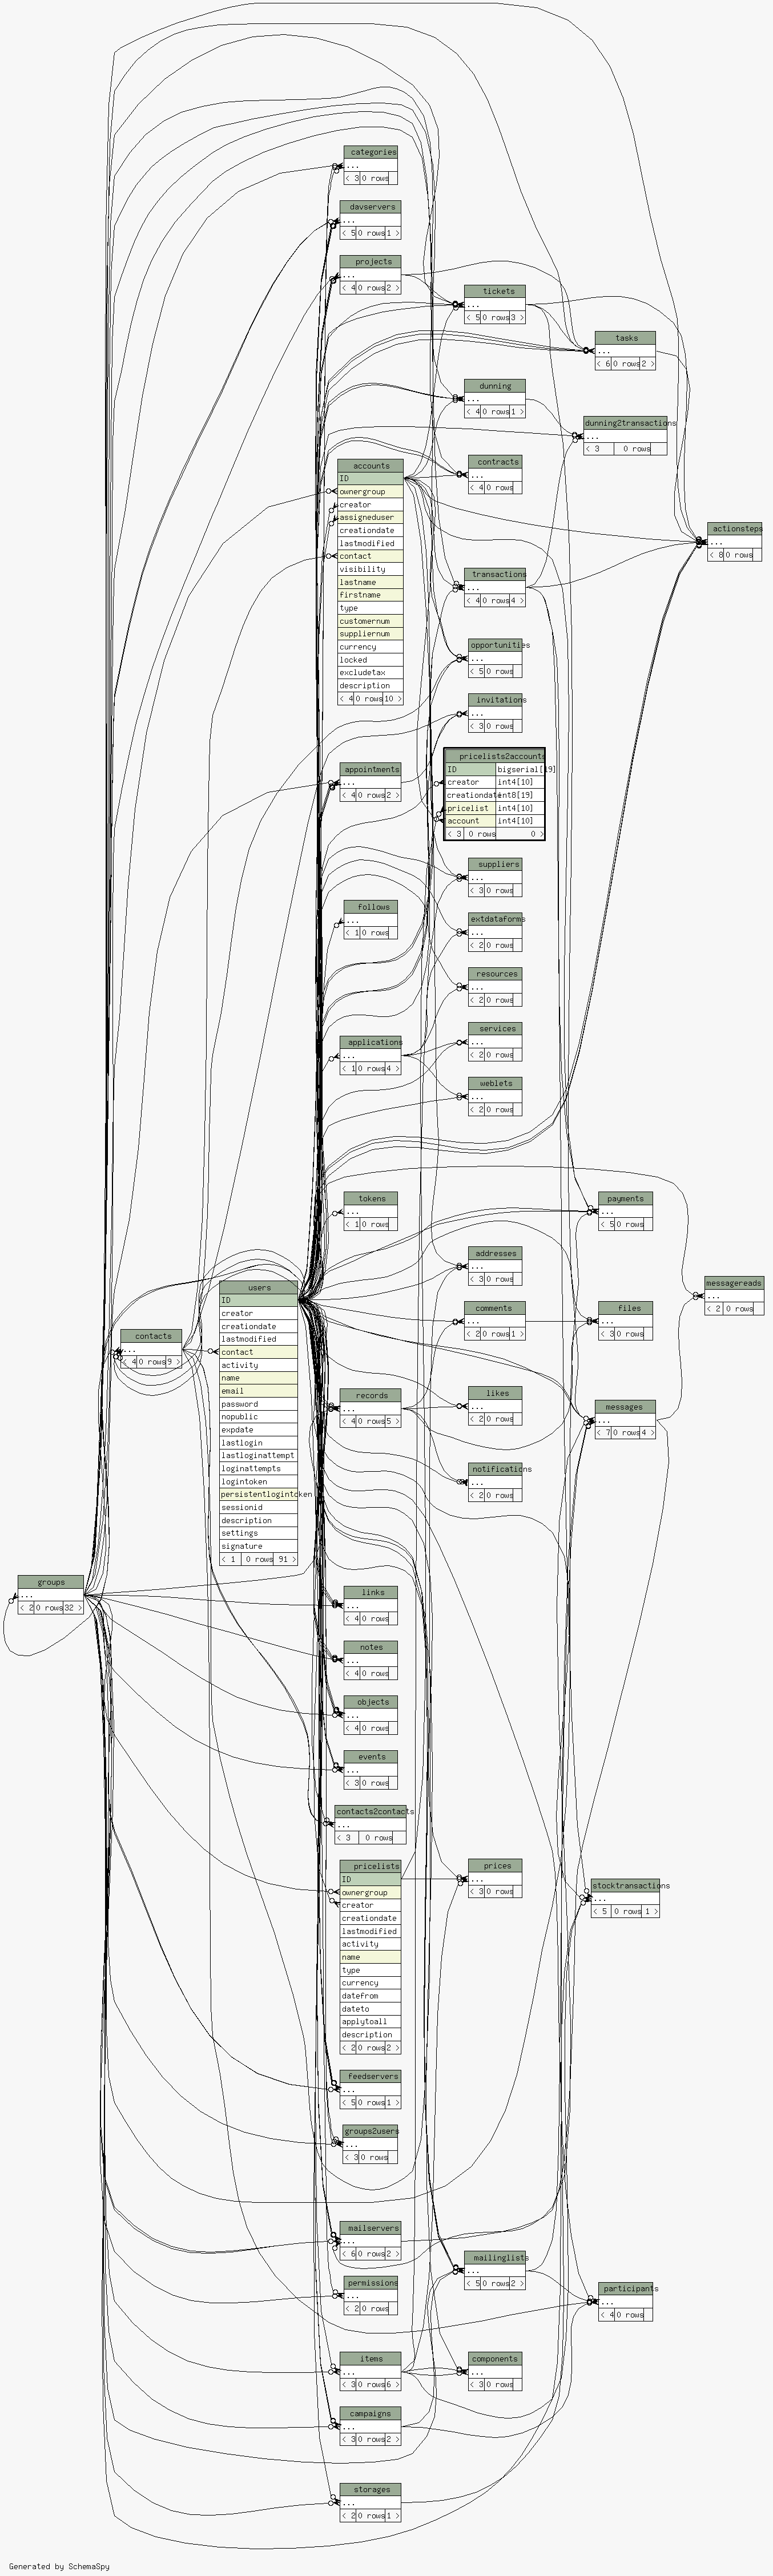 categories
...
< 3 0 rows
davservers
...
< 5 0 rows 1 >
projects
...
< 4 0 rows 2 >
tickets
...
< 5 0 rows 3 >
tasks
...
< 6 0 rows 2 >
dunning
...
< 4 0 rows 1 >
dunning2transactions
...
< 3 0 rows
contracts
...
< 4 0 rows
accounts
ID
ownergroup
creator
assigneduser
creationdate
lastmodified
contact
visibility
lastname
firstname
type
customernum
suppliernum
currency
locked
excludetax
description
< 4 0 rows 10 >
actionsteps
...
< 8 0 rows
transactions
...
< 4 0 rows 4 >
opportunities
...
< 5 0 rows
invitations
...
< 3 0 rows
pricelists2accounts
ID bigserial[19]
creator int4[10]
creationdate int8[19]
pricelist int4[10]
account int4[10]
< 3 0 rows 0 >
appointments
...
< 4 0 rows 2 >
suppliers
...
< 3 0 rows
follows
...
< 1 0 rows
extdataforms
...
< 2 0 rows
resources
...
< 2 0 rows
services
...
< 2 0 rows
applications
...
< 1 0 rows 4 >
weblets
...
< 2 0 rows
tokens
...
< 1 0 rows
payments
...
< 5 0 rows
addresses
...
< 3 0 rows
messagereads
...
< 2 0 rows
comments
...
< 2 0 rows 1 >
files
...
< 3 0 rows
users
ID
creator
creationdate
lastmodified
contact
activity
name
email
password
nopublic
expdate
lastlogin
lastloginattempt
loginattempts
logintoken
persistentlogintoken
sessionid
description
settings
signature
< 1 0 rows 91 >
contacts
...
< 4 0 rows 9 >
records
...
< 4 0 rows 5 >
likes
...
< 2 0 rows
messages
...
< 7 0 rows 4 >
notifications
...
< 2 0 rows
groups
...
< 2 0 rows 32 >
links
...
< 4 0 rows
notes
...
< 4 0 rows
objects
...
< 4 0 rows
events
...
< 3 0 rows
contacts2contacts
...
< 3 0 rows
pricelists
ID
ownergroup
creator
creationdate
lastmodified
activity
name
type
currency
datefrom
dateto
applytoall
description
< 2 0 rows 2 >
prices
...
< 3 0 rows
stocktransactions
...
< 5 0 rows 1 >
feedservers
...
< 5 0 rows 1 >
groups2users
...
< 3 0 rows
mailservers
...
< 6 0 rows 2 >
mailinglists
...
< 5 0 rows 2 >
permissions
...
< 2 0 rows
participants
...
< 4 0 rows
items
...
< 3 0 rows 6 >
components
...
< 3 0 rows
campaigns
...
< 3 0 rows 2 >
storages
...
< 2 0 rows 1 >
Generated by SchemaSpy